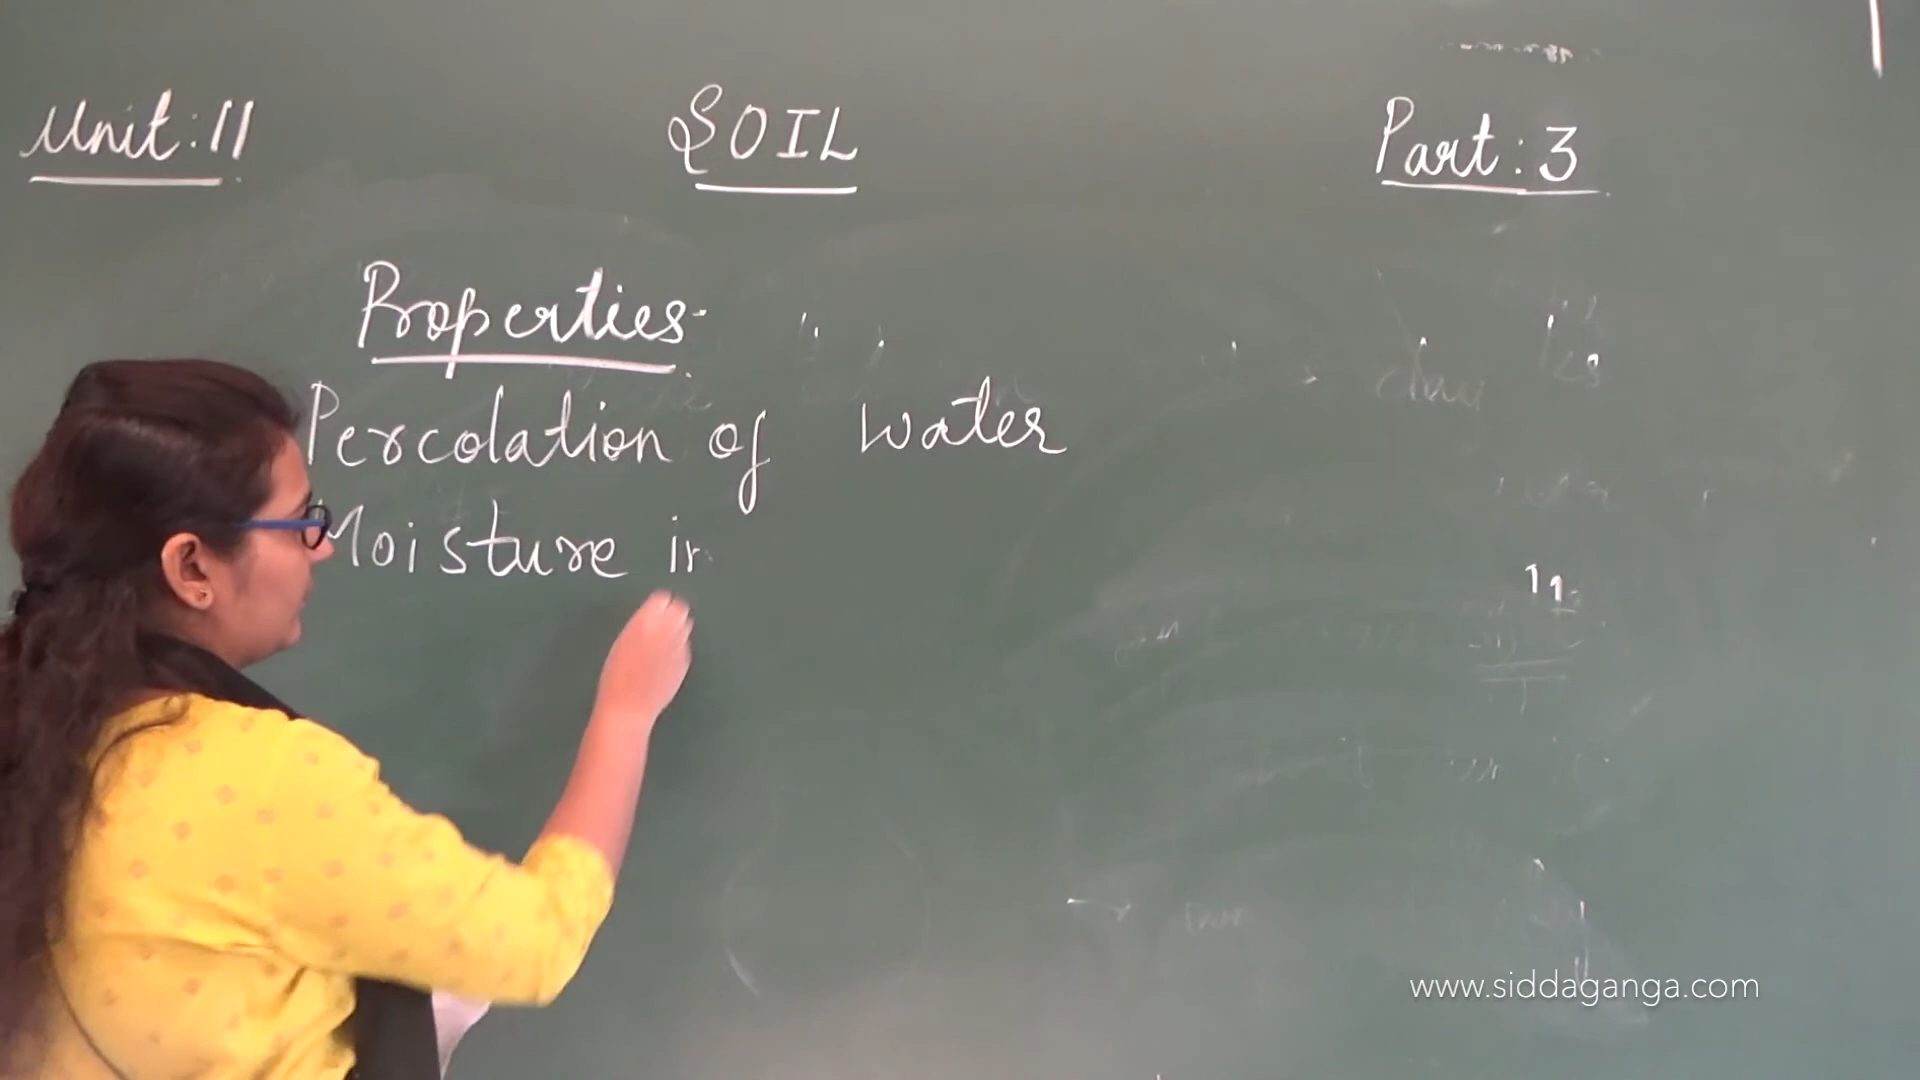 Unit: 11
SOIL
Part: 3
Properties
Percolation of water
Moisture in
www.siddaganga.com